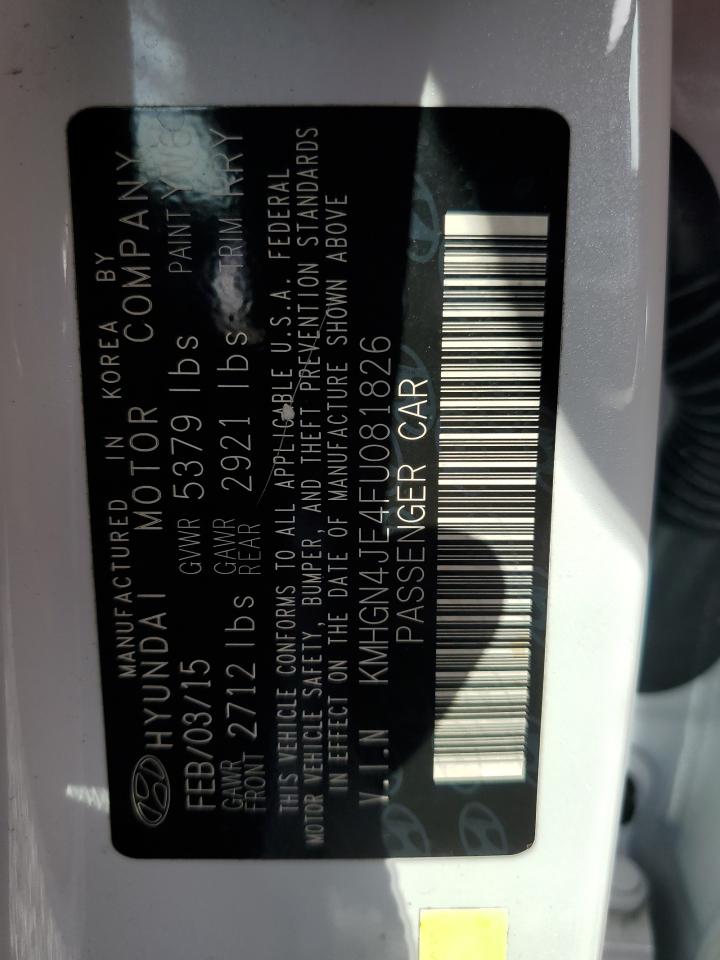 MANUFACTURED IN KOREA BY
HYUNDAI MOTOR COMPANY
FEB/03/15 GVWR 5379 lbs PAINT
GAWR FRONT 2712 lbs GAWR REAR 2921 lbs TRIM RRY
THIS VEHICLE CONFORMS TO ALL APPLICABLE U.S.A. FEDERAL
MOTOR VEHICLE SAFETY, BUMPER, AND THEFT PREVENTION STANDARDS
IN EFFECT ON THE DATE OF MANUFACTURE SHOWN ABOVE
V.I.N KMHGN4JE4FU081826
PASSENGER CAR